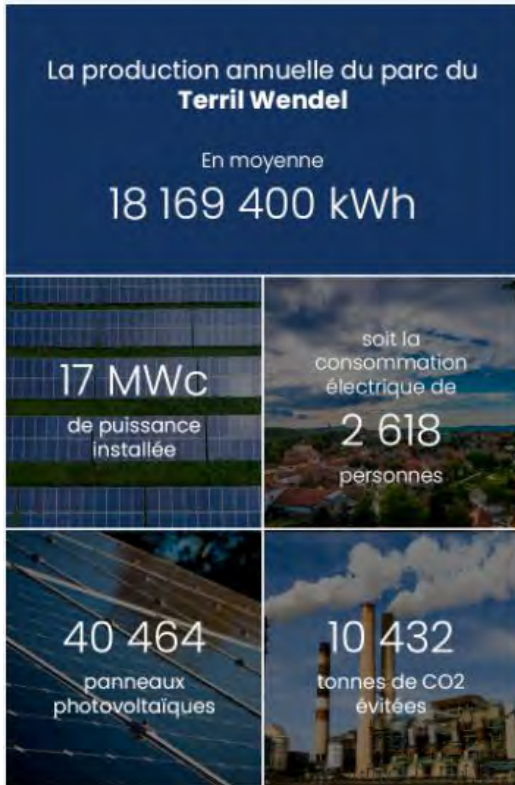 La production annuelle du parc du
Terril Wendel
En moyenne
18 169 400 kWh
17 MWc
de puissance
installée
soit la
consommation
électrique de
2 618
personnes
40 464
panneaux
photovoltaïques
10 432
tonnes de CO2
évitées